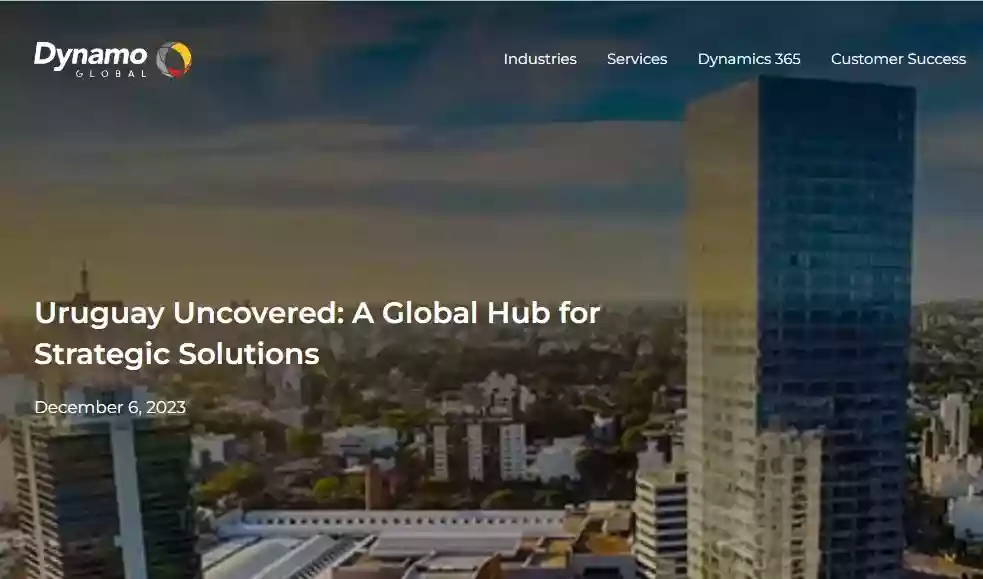 Dynamo
GLOBAL
Industries Services Dynamics 365 Customer Success
Uruguay Uncovered: A Global Hub for
Strategic Solutions
December 6, 2023